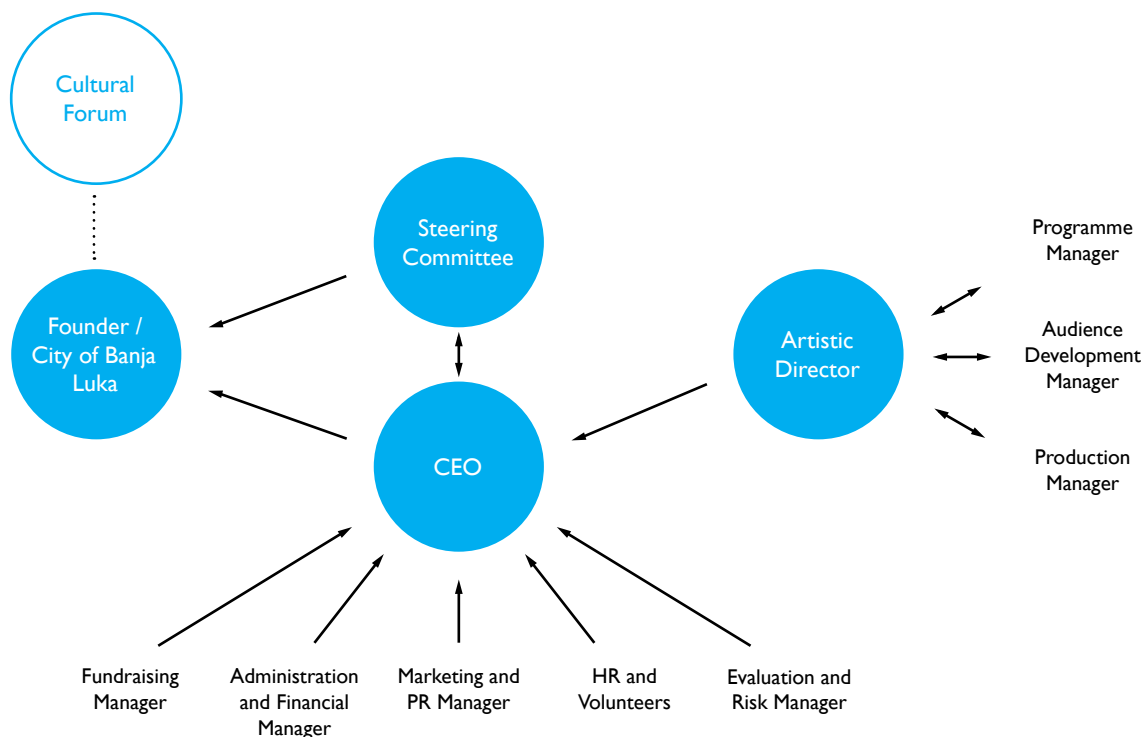 Cultural
Forum
Steering
Committee
Founder /
City of Banja
Luka
CEO
Artistic
Director
Programme
Manager
Audience
Development
Manager
Production
Manager
Fundraising
Manager
Administration
and Financial
Manager
Marketing and
PR Manager
HR and
Volunteers
Evaluation and
Risk Manager